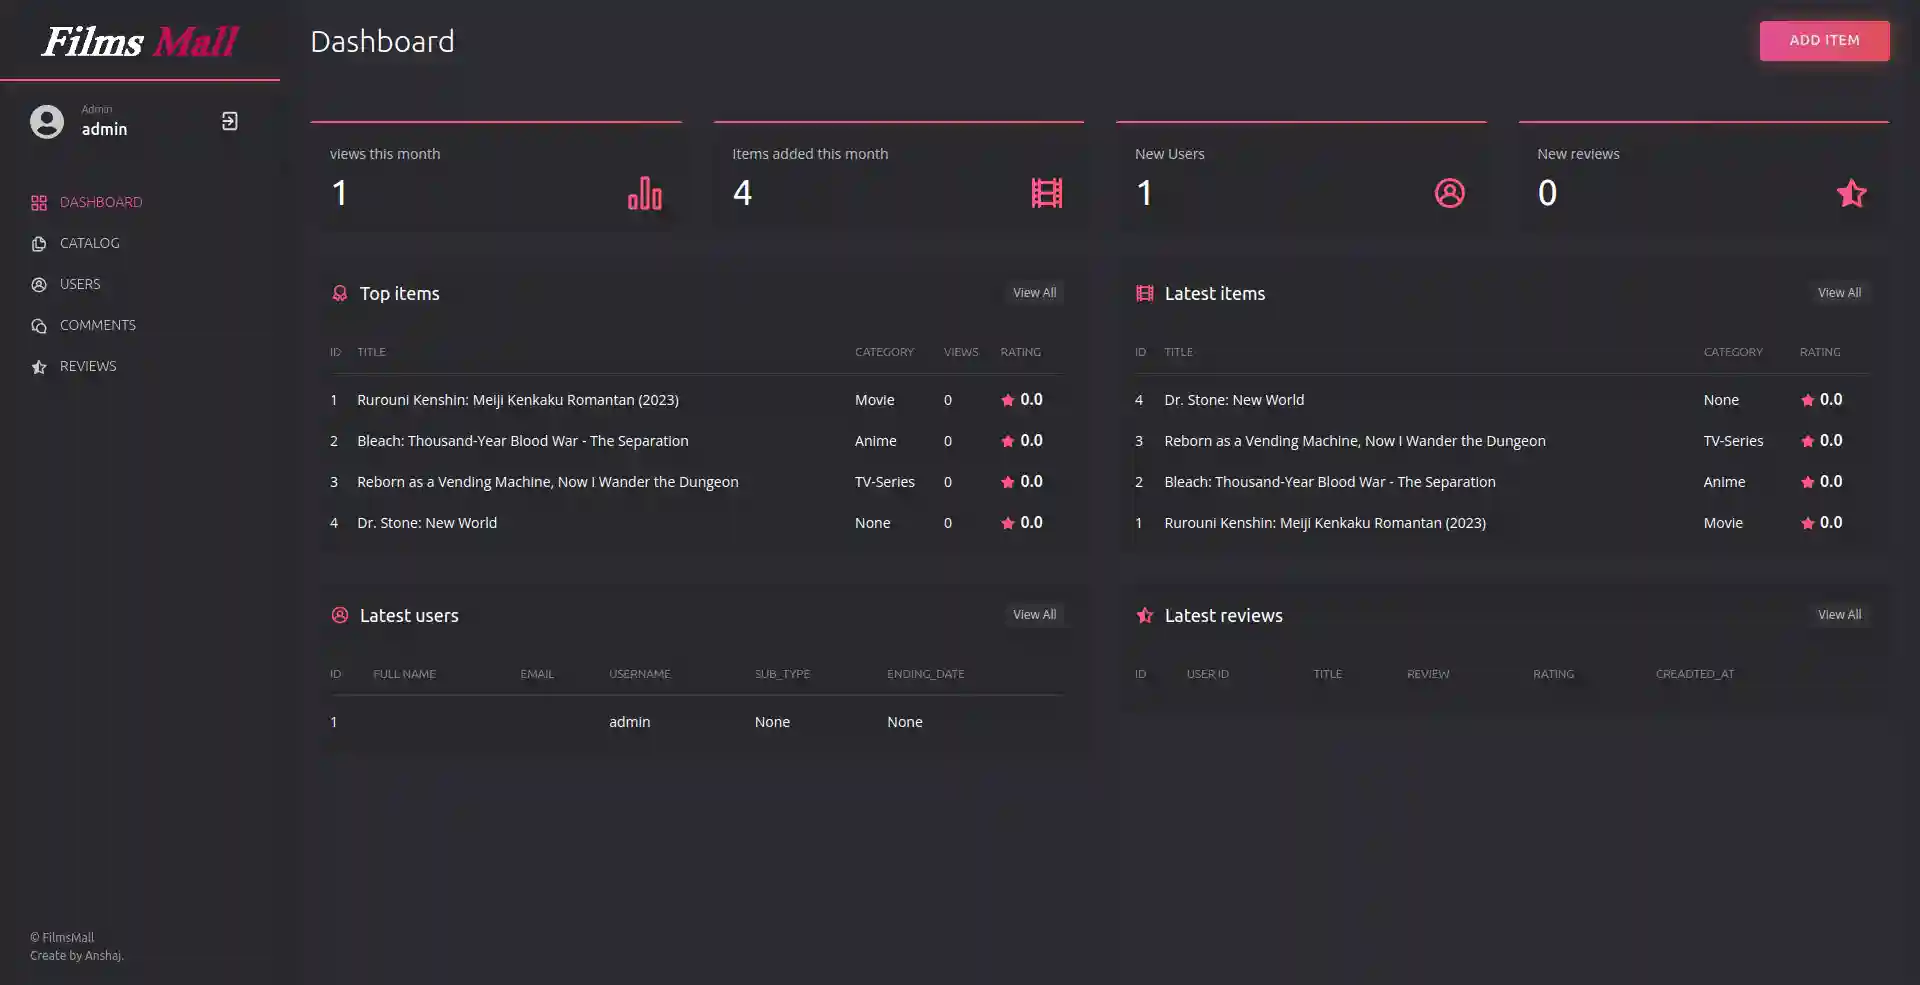 Films Mall
Dashboard
ADD ITEM
Admin
admin
DASHBOARD
CATALOG
USERS
COMMENTS
REVIEWS
views this month
1
Items added this month
4
New Users
1
New reviews
0
Top items
View All
ID TITLE CATEGORY VIEWS RATING
1 Rurouni Kenshin: Meiji Kenkaku Romantan (2023) Movie 0 0.0
2 Bleach: Thousand-Year Blood War - The Separation Anime 0 0.0
3 Reborn as a Vending Machine, Now I Wander the Dungeon TV-Series 0 0.0
4 Dr. Stone: New World None 0 0.0
Latest items
View All
ID TITLE CATEGORY RATING
4 Dr. Stone: New World None 0.0
3 Reborn as a Vending Machine, Now I Wander the Dungeon TV-Series 0.0
2 Bleach: Thousand-Year Blood War - The Separation Anime 0.0
1 Rurouni Kenshin: Meiji Kenkaku Romantan (2023) Movie 0.0
Latest users
View All
ID FULL NAME EMAIL USERNAME SUB_TYPE ENDING_DATE
1 admin None None
Latest reviews
View All
ID USER ID TITLE REVIEW RATING CREADTED_AT
© FilmsMall
Create by Anshaj.